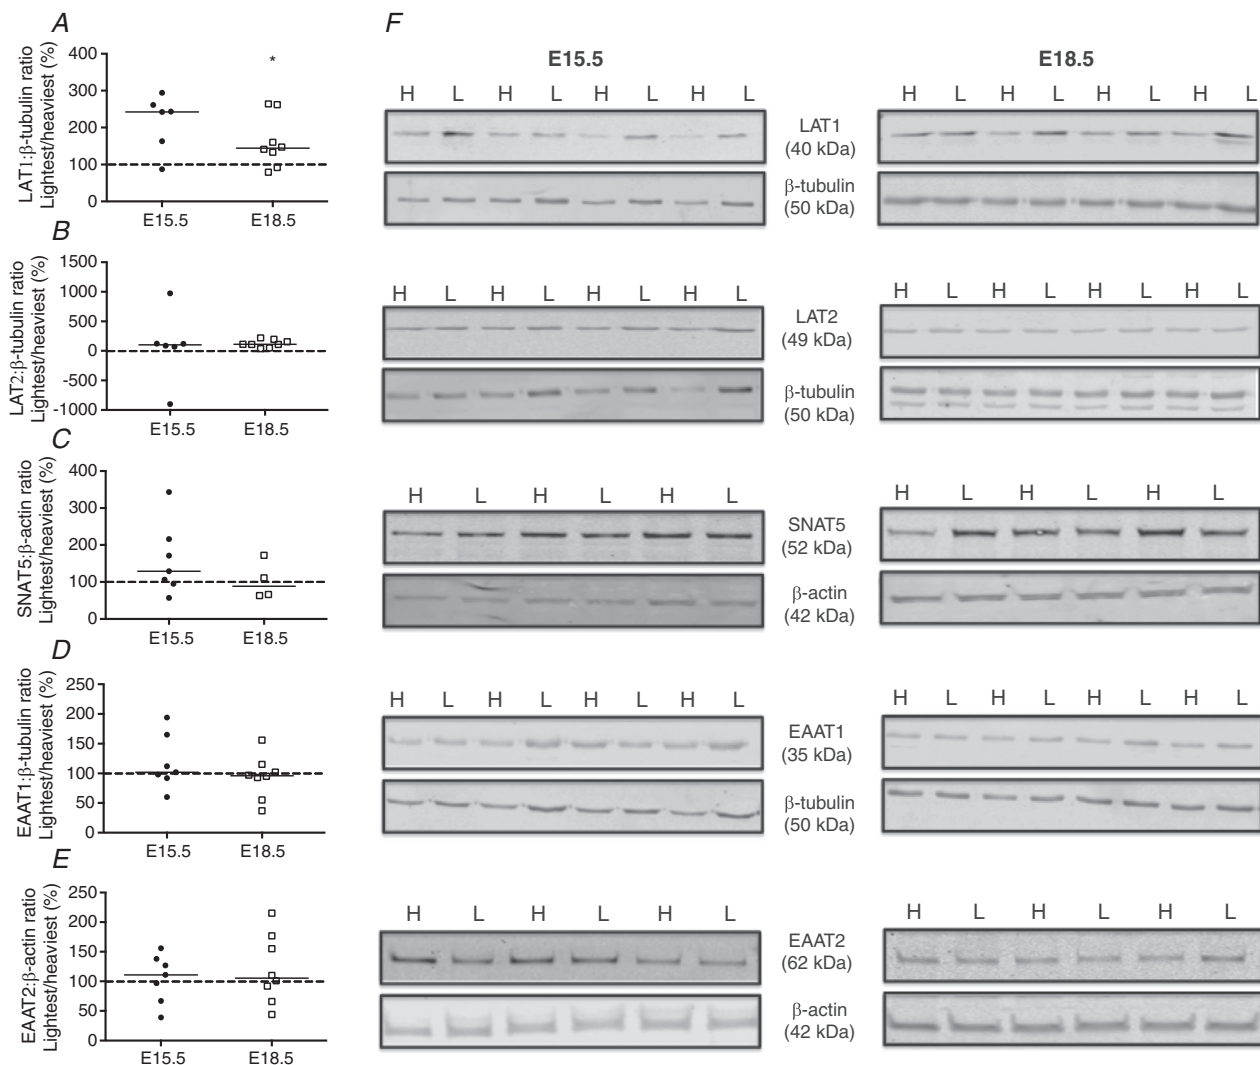 A
LAT1:β-tubulin ratio
Lightest/heaviest (%)
400
300
200
100
0
*
E15.5
E18.5
B
LAT2:β-tubulin ratio
Lightest/heaviest (%)
1500
1000
500
0
-500
-1000
E15.5
E18.5
C
SNAT5:β-actin ratio
Lightest/heaviest (%)
400
300
200
100
0
E15.5
E18.5
D
EAAT1:β-tubulin ratio
Lightest/heaviest (%)
250
200
150
100
50
0
E15.5
E18.5
E
EAAT2:β-actin ratio
Lightest/heaviest (%)
250
200
150
100
50
0
E15.5
E18.5
F
E15.5
E18.5
H L H L H L H L
LAT1
(40 kDa)
H L H L H L H L
β-tubulin
(50 kDa)
H L H L H L H L
LAT2
(49 kDa)
H L H L H L H L
β-tubulin
(50 kDa)
H L H L H L
SNAT5
(52 kDa)
H L H L H L
β-actin
(42 kDa)
H L H L H L H L
EAAT1
(35 kDa)
H L H L H L H L
β-tubulin
(50 kDa)
H L H L H L
EAAT2
(62 kDa)
H L H L H L
β-actin
(42 kDa)